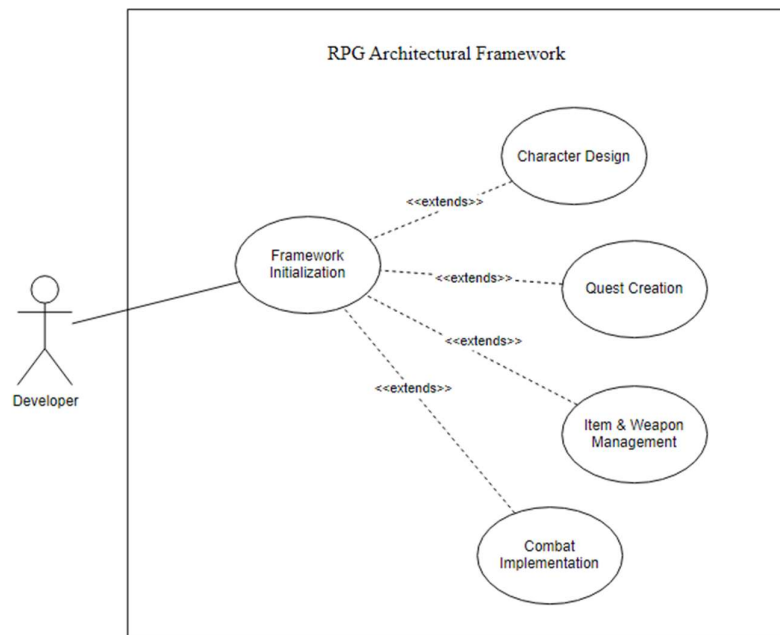 RPG Architectural Framework
Character Design
<<extends>>
Framework
Initialization
<<extends>>
Quest Creation
<<extends>>
<<extends>>
Developer
Item & Weapon
Management
Combat
Implementation